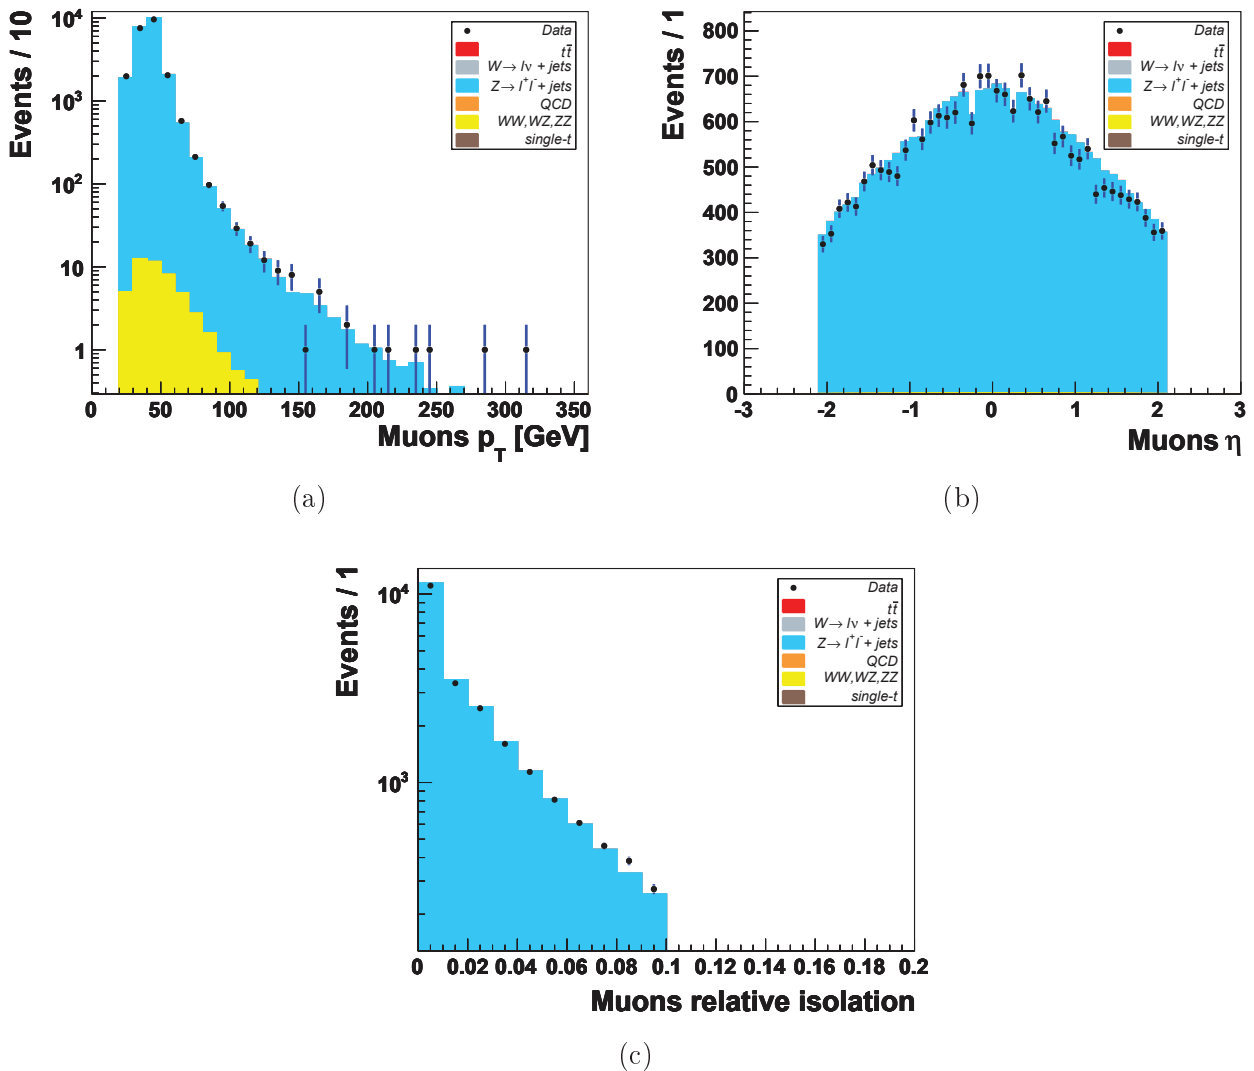 Events / 10
10⁴
10³
10²
10
1
0 50 100 150 200 250 300 350
Muons p_T [GeV]
Data
tt̄
W→ lν + jets
Z→ l⁺l⁻ + jets
QCD
WW,WZ,ZZ
single-t
(a)
Events / 1
800
700
600
500
400
300
200
100
0
-3 -2 -1 0 1 2 3
Muons η
Data
tt̄
W→ lν + jets
Z→ l⁺l⁻ + jets
QCD
WW,WZ,ZZ
single-t
(b)
Events / 1
10⁴
10³
0 0.02 0.04 0.06 0.08 0.1 0.12 0.14 0.16 0.18 0.2
Muons relative isolation
Data
tt̄
W→ lν + jets
Z→ l⁺l⁻ + jets
QCD
WW,WZ,ZZ
single-t
(c)